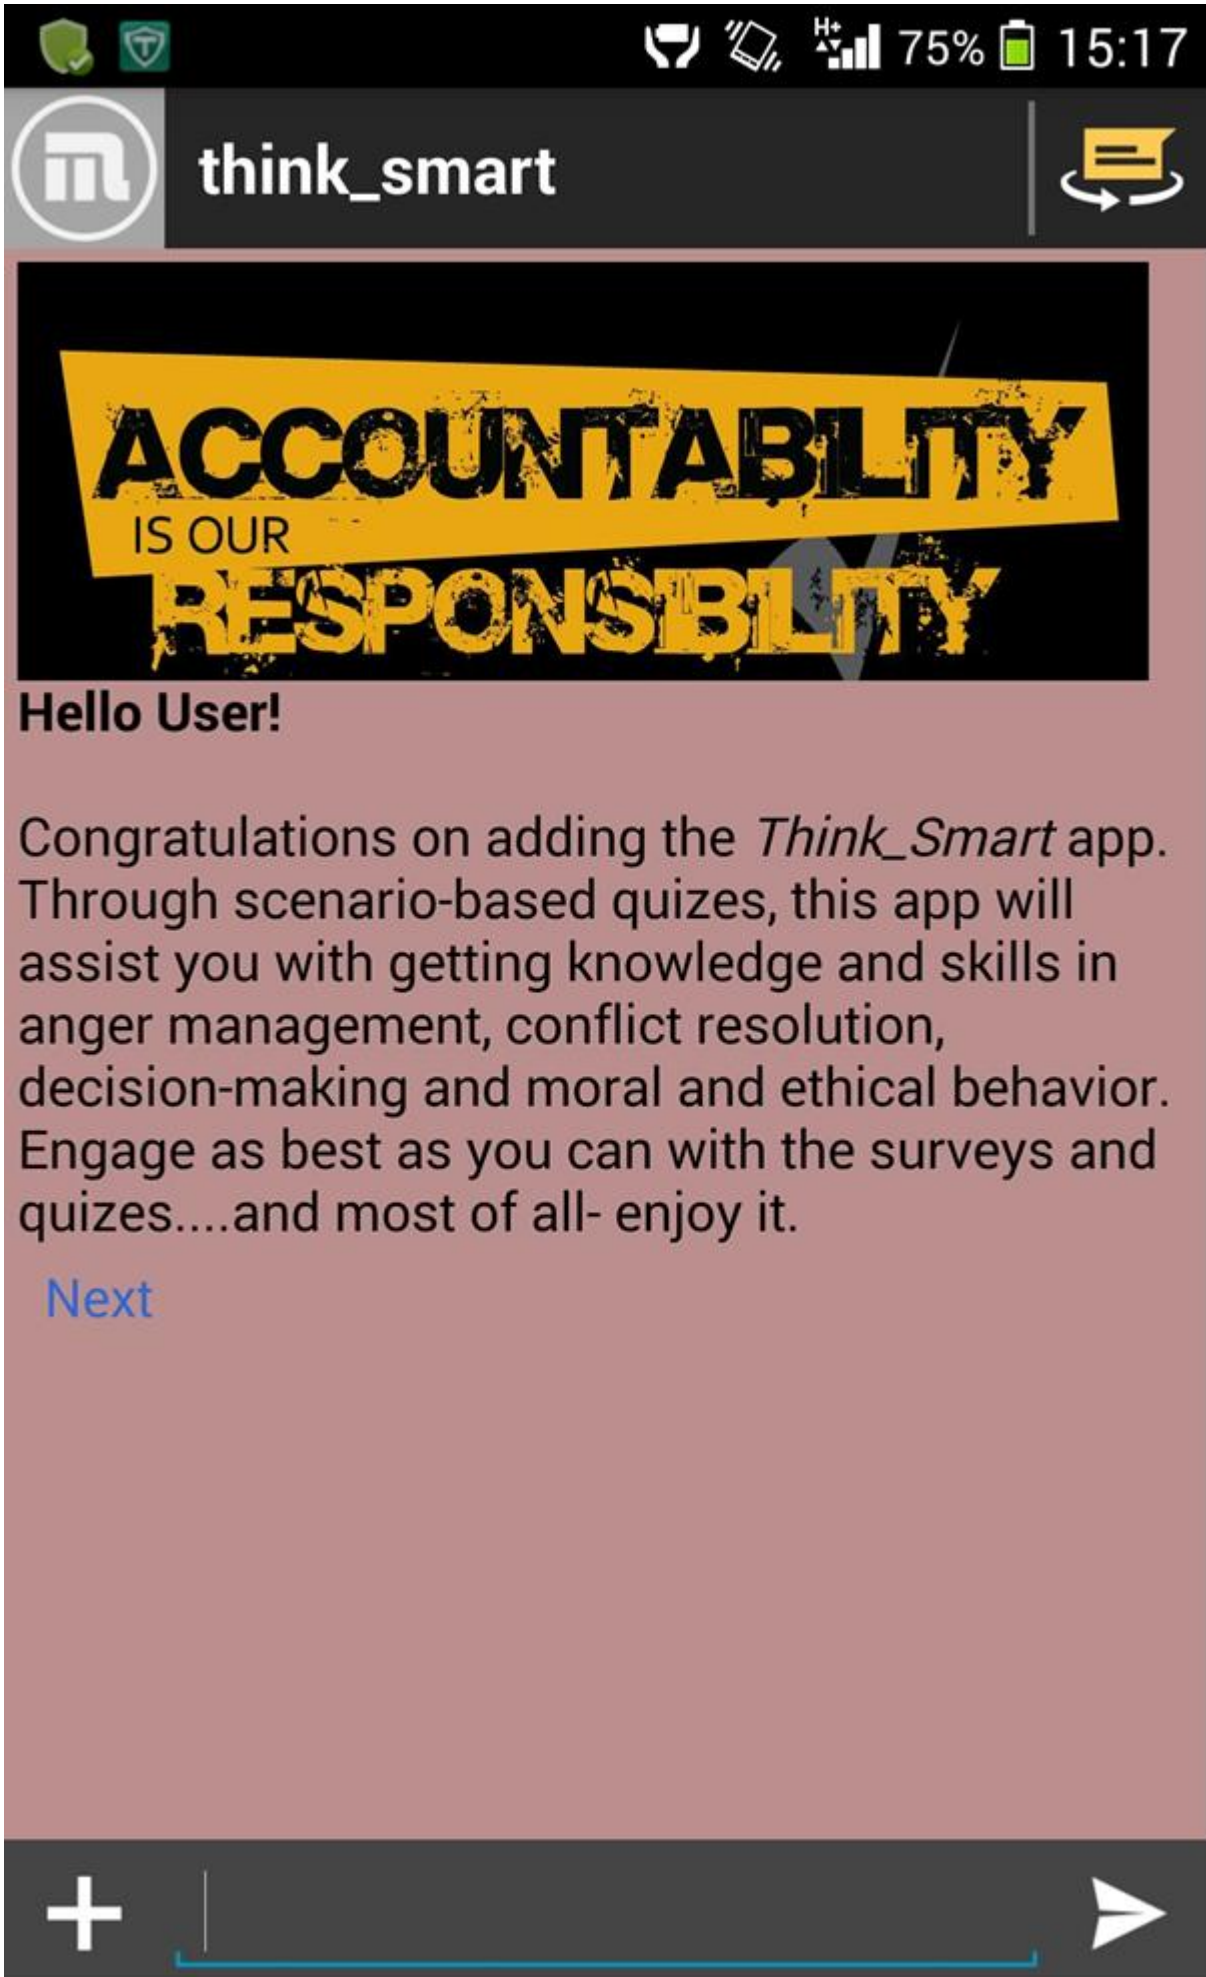 H+ 75% 15:17
think_smart
ACCOUNTABILITY
IS OUR
RESPONSIBILITY
Hello User!
Congratulations on adding the Think_Smart app.
Through scenario-based quizes, this app will
assist you with getting knowledge and skills in
anger management, conflict resolution,
decision-making and moral and ethical behavior.
Engage as best as you can with the surveys and
quizes....and most of all- enjoy it.
Next